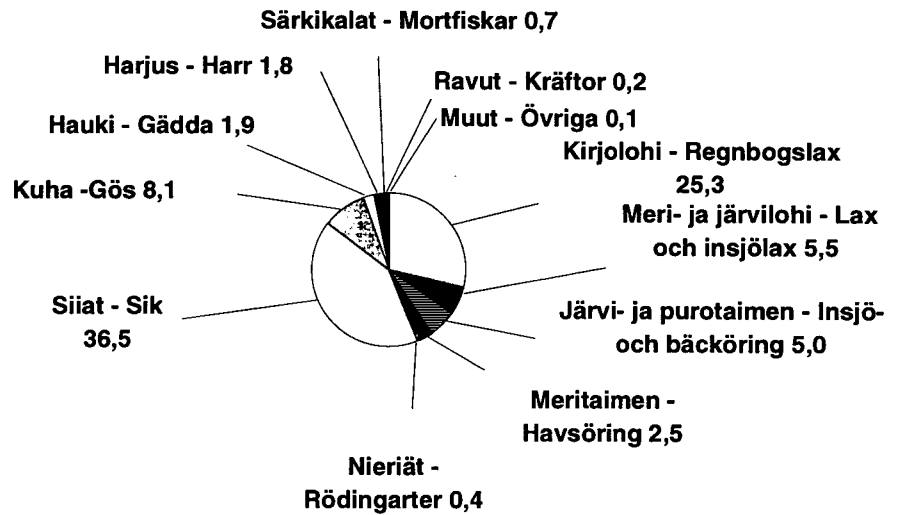 Särkikalat - Mortfiskar 0,7
Harjus - Harr 1,8
Ravut - Kräftor 0,2
Hauki - Gädda 1,9
Muut - Övriga 0,1
Kirjolohi - Regnbogslax
25,3
Kuha -Gös 8,1
Meri- ja järvilohi - Lax
och insjölax 5,5
Siiat - Sik
36,5
Järvi- ja purotaimen - Insjö-
och bäcköring 5,0
Meritaimen -
Havsöring 2,5
Nieriät -
Rödingarter 0,4